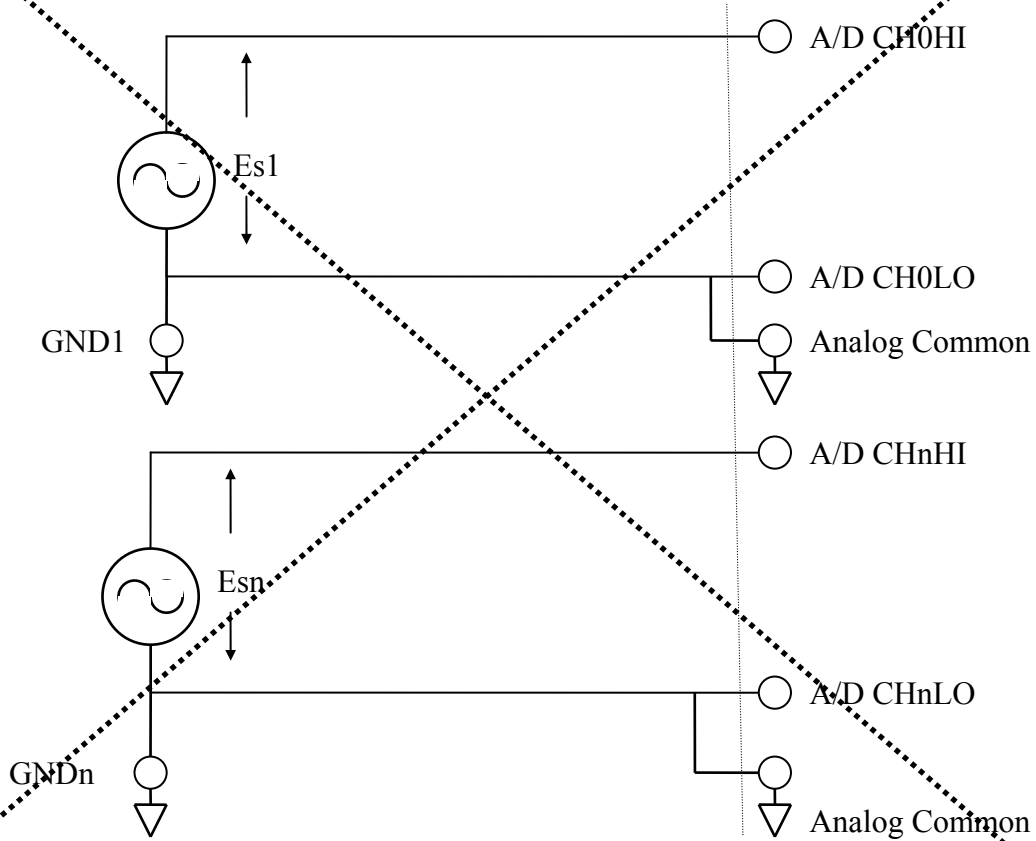 A/D CH0HI
Es1
A/D CH0LO
GND1
Analog Common
A/D CHnHI
Esn
A/D CHnLO
GNDn
Analog Common